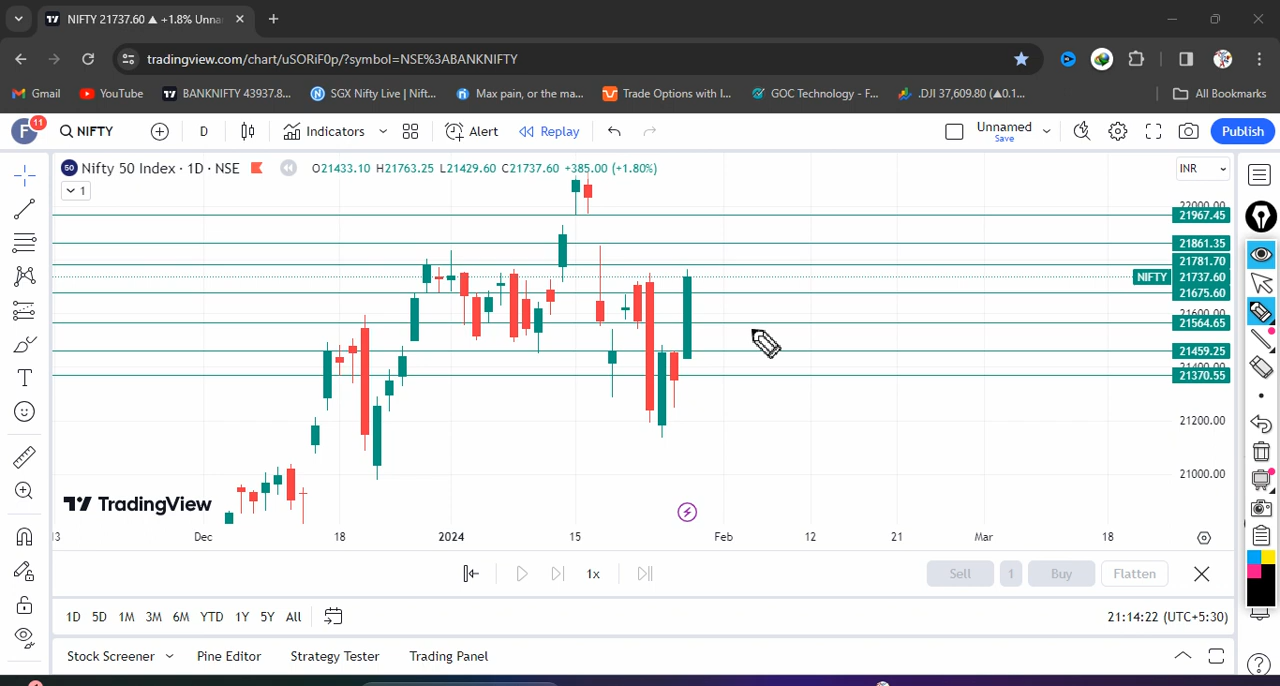 NIFTY 21737.60 ▲ +1.8% Unna
tradingview.com/chart/uSORiF0p/?symbol=NSE%3ABANKNIFTY
Gmail
YouTube
BANKNIFTY 43937.8...
SGX Nifty Live | Nift...
Max pain, or the ma...
Trade Options with I...
GOC Technology - F...
.DJI 37,609.80 (▲0.1...
All Bookmarks
F
11
NIFTY
D
Indicators
Alert
Replay
Unnamed
Save
Publish
50
Nifty 50 Index · 1D · NSE
O21433.10 H21763.25 L21429.60 C21737.60 +385.00 (+1.80%)
INR
1
22000.00
21967.45
21861.35
21781.70
NIFTY 21737.60
21675.60
21600.00
21564.65
21459.25
21400.00
21370.55
21200.00
21000.00
TradingView
Dec
18
2024
15
Feb
12
21
Mar
18
1x
Sell
1
Buy
Flatten
1D
5D
1M
3M
6M
YTD
1Y
5Y
All
21:14:22 (UTC+5:30)
Stock Screener
Pine Editor
Strategy Tester
Trading Panel